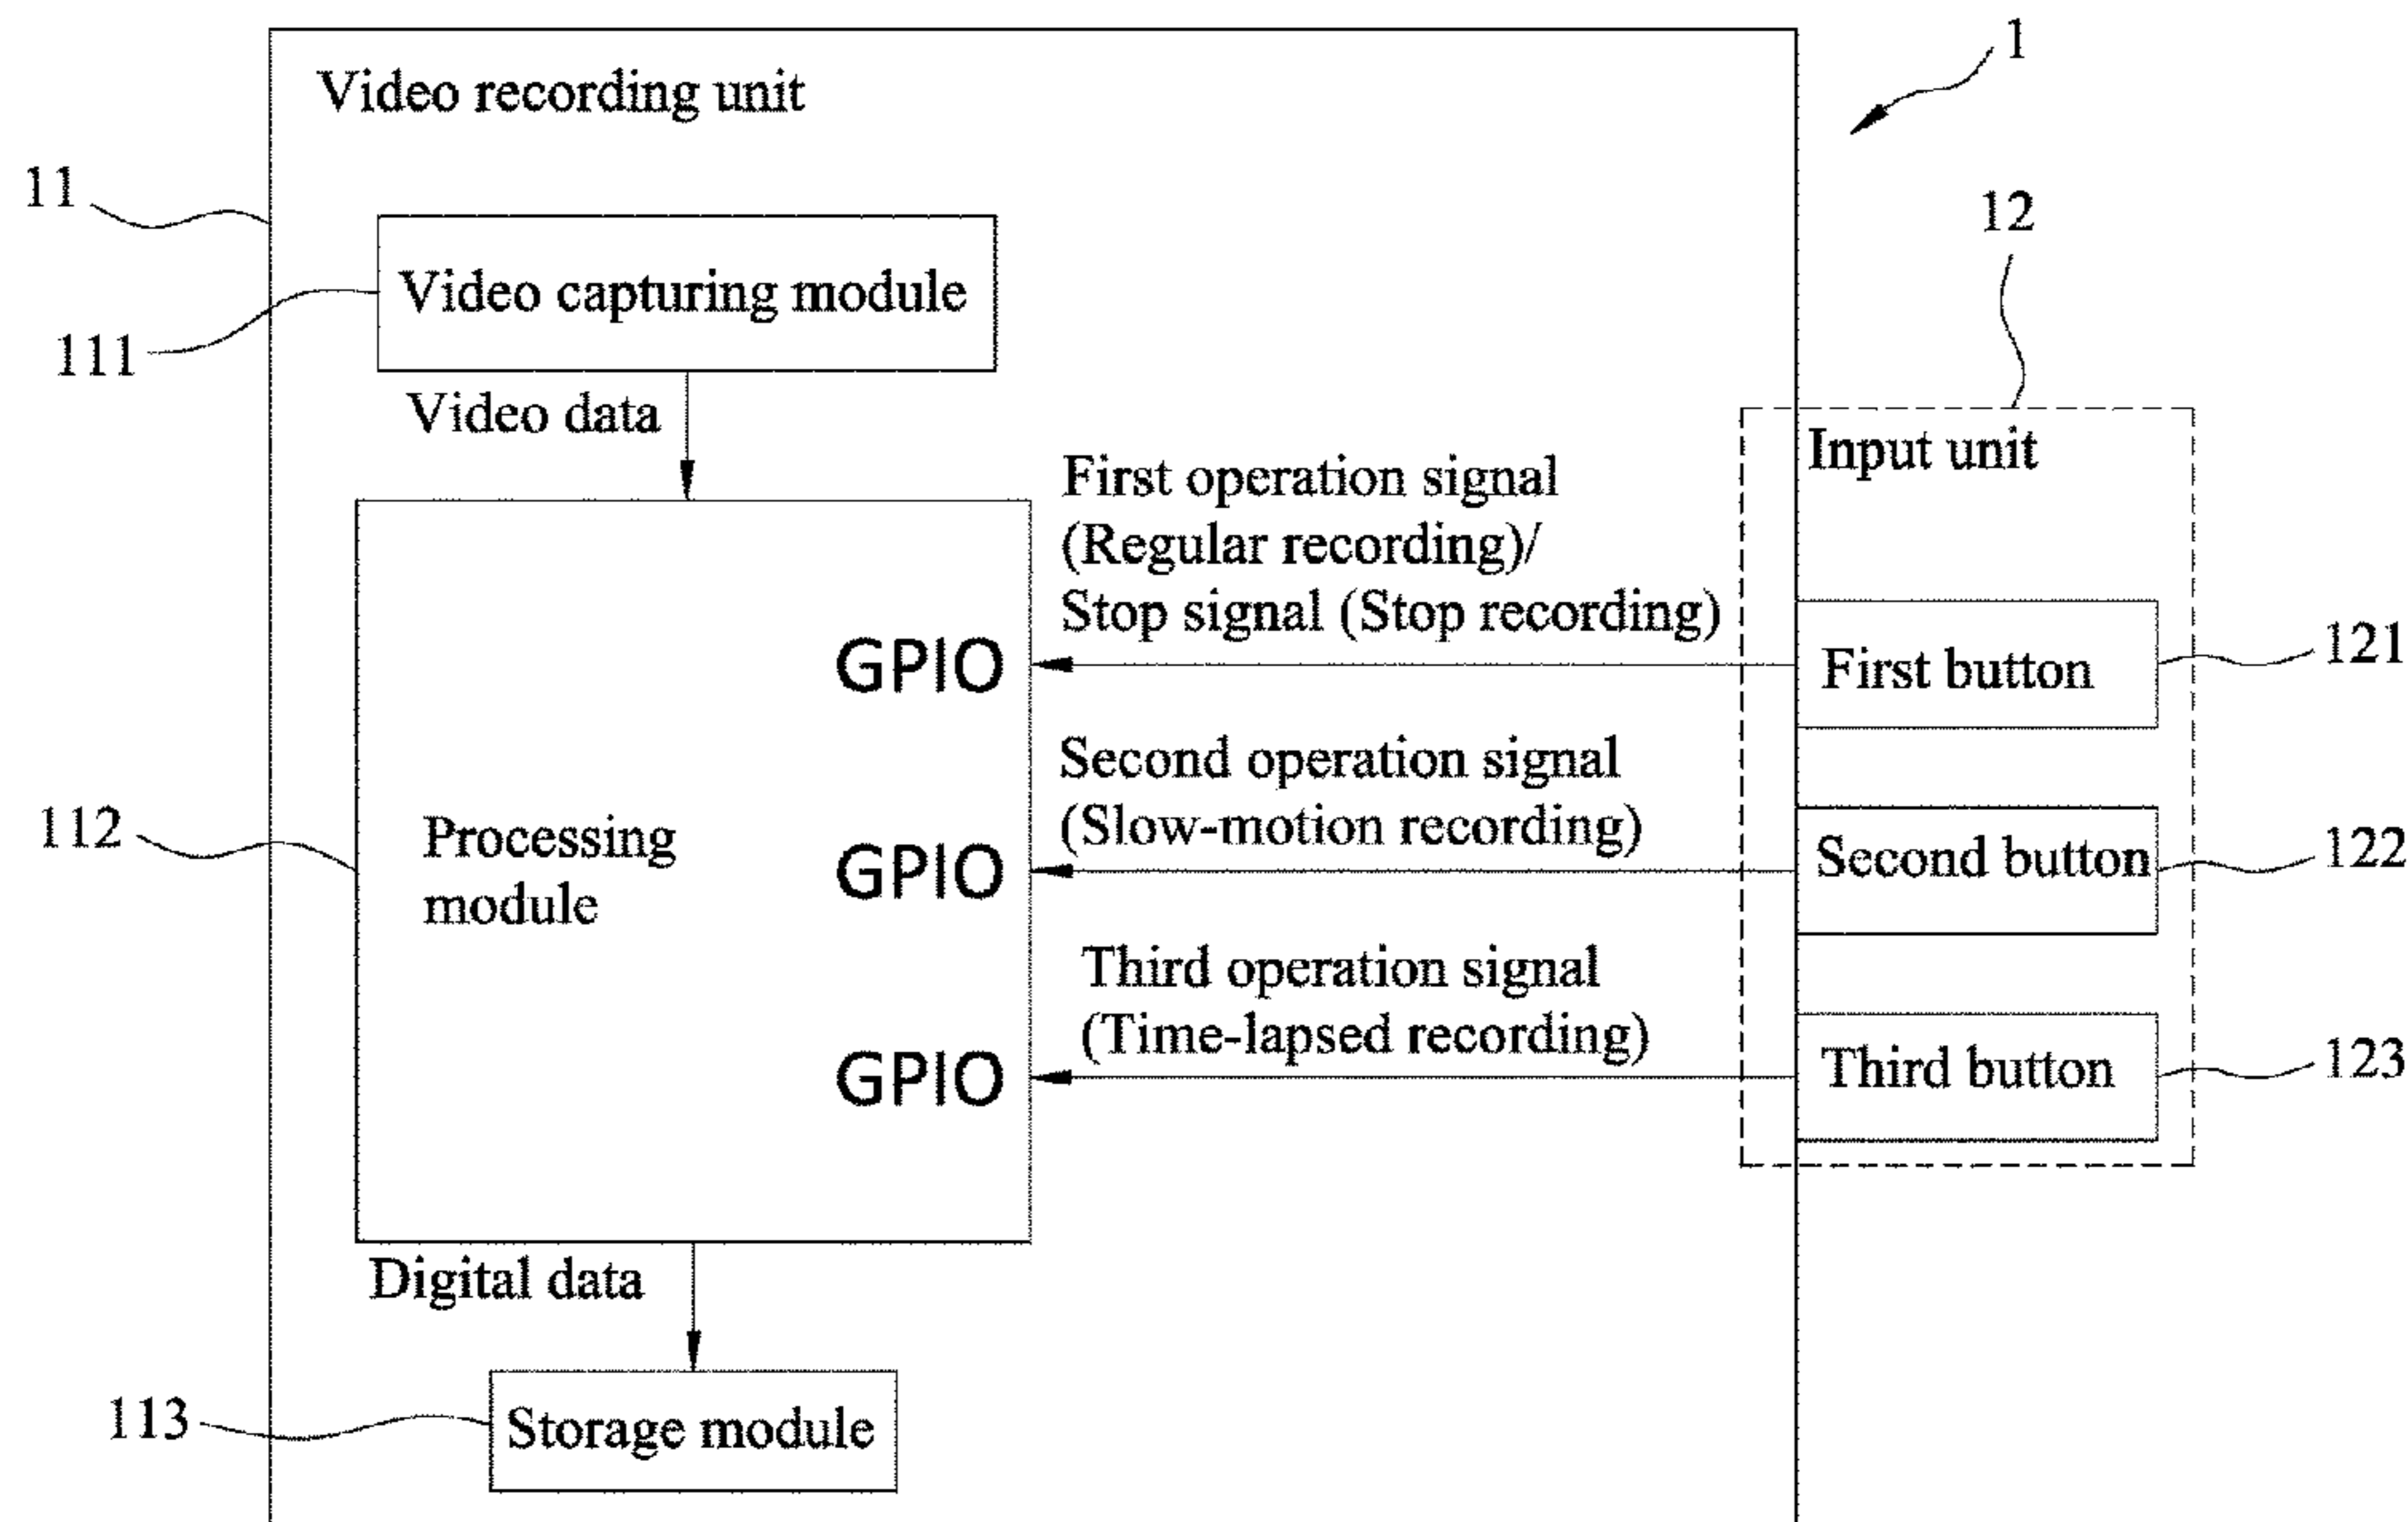 1
Video recording unit
11
12
Video capturing module
111
Video data
Input unit
First operation signal
(Regular recording)/
Stop signal (Stop recording)
GPIO
First button
121
Second operation signal
(Slow-motion recording)
112
Processing
module
GPIO
Second button
122
Third operation signal
(Time-lapsed recording)
GPIO
Third button
123
Digital data
113
Storage module